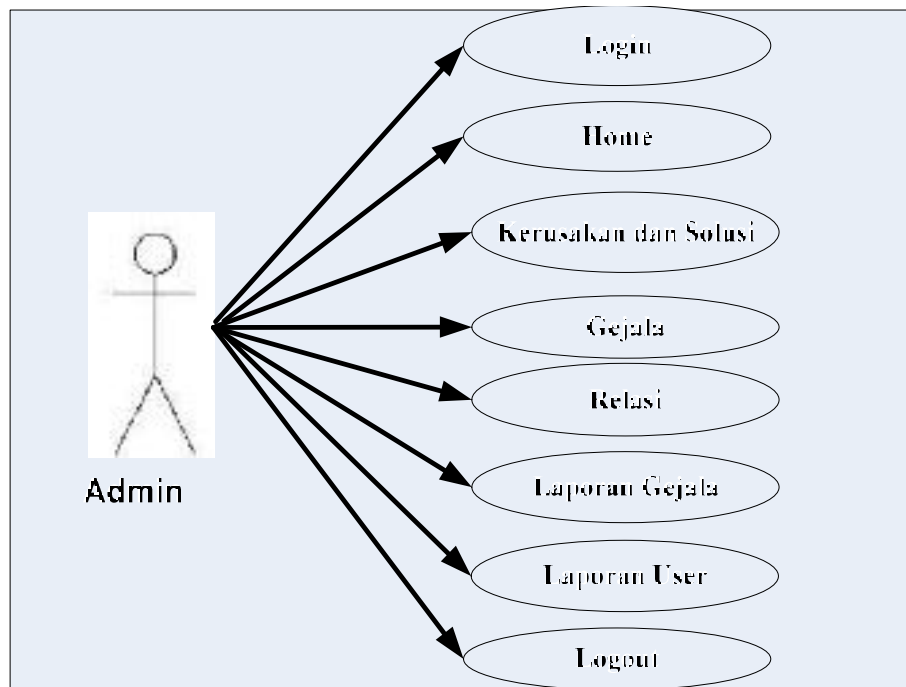 Login
Home
Kerusakan dan Solusi
Gejala
Relasi
Laporan Gejala
Laporan User
Logout
Admin